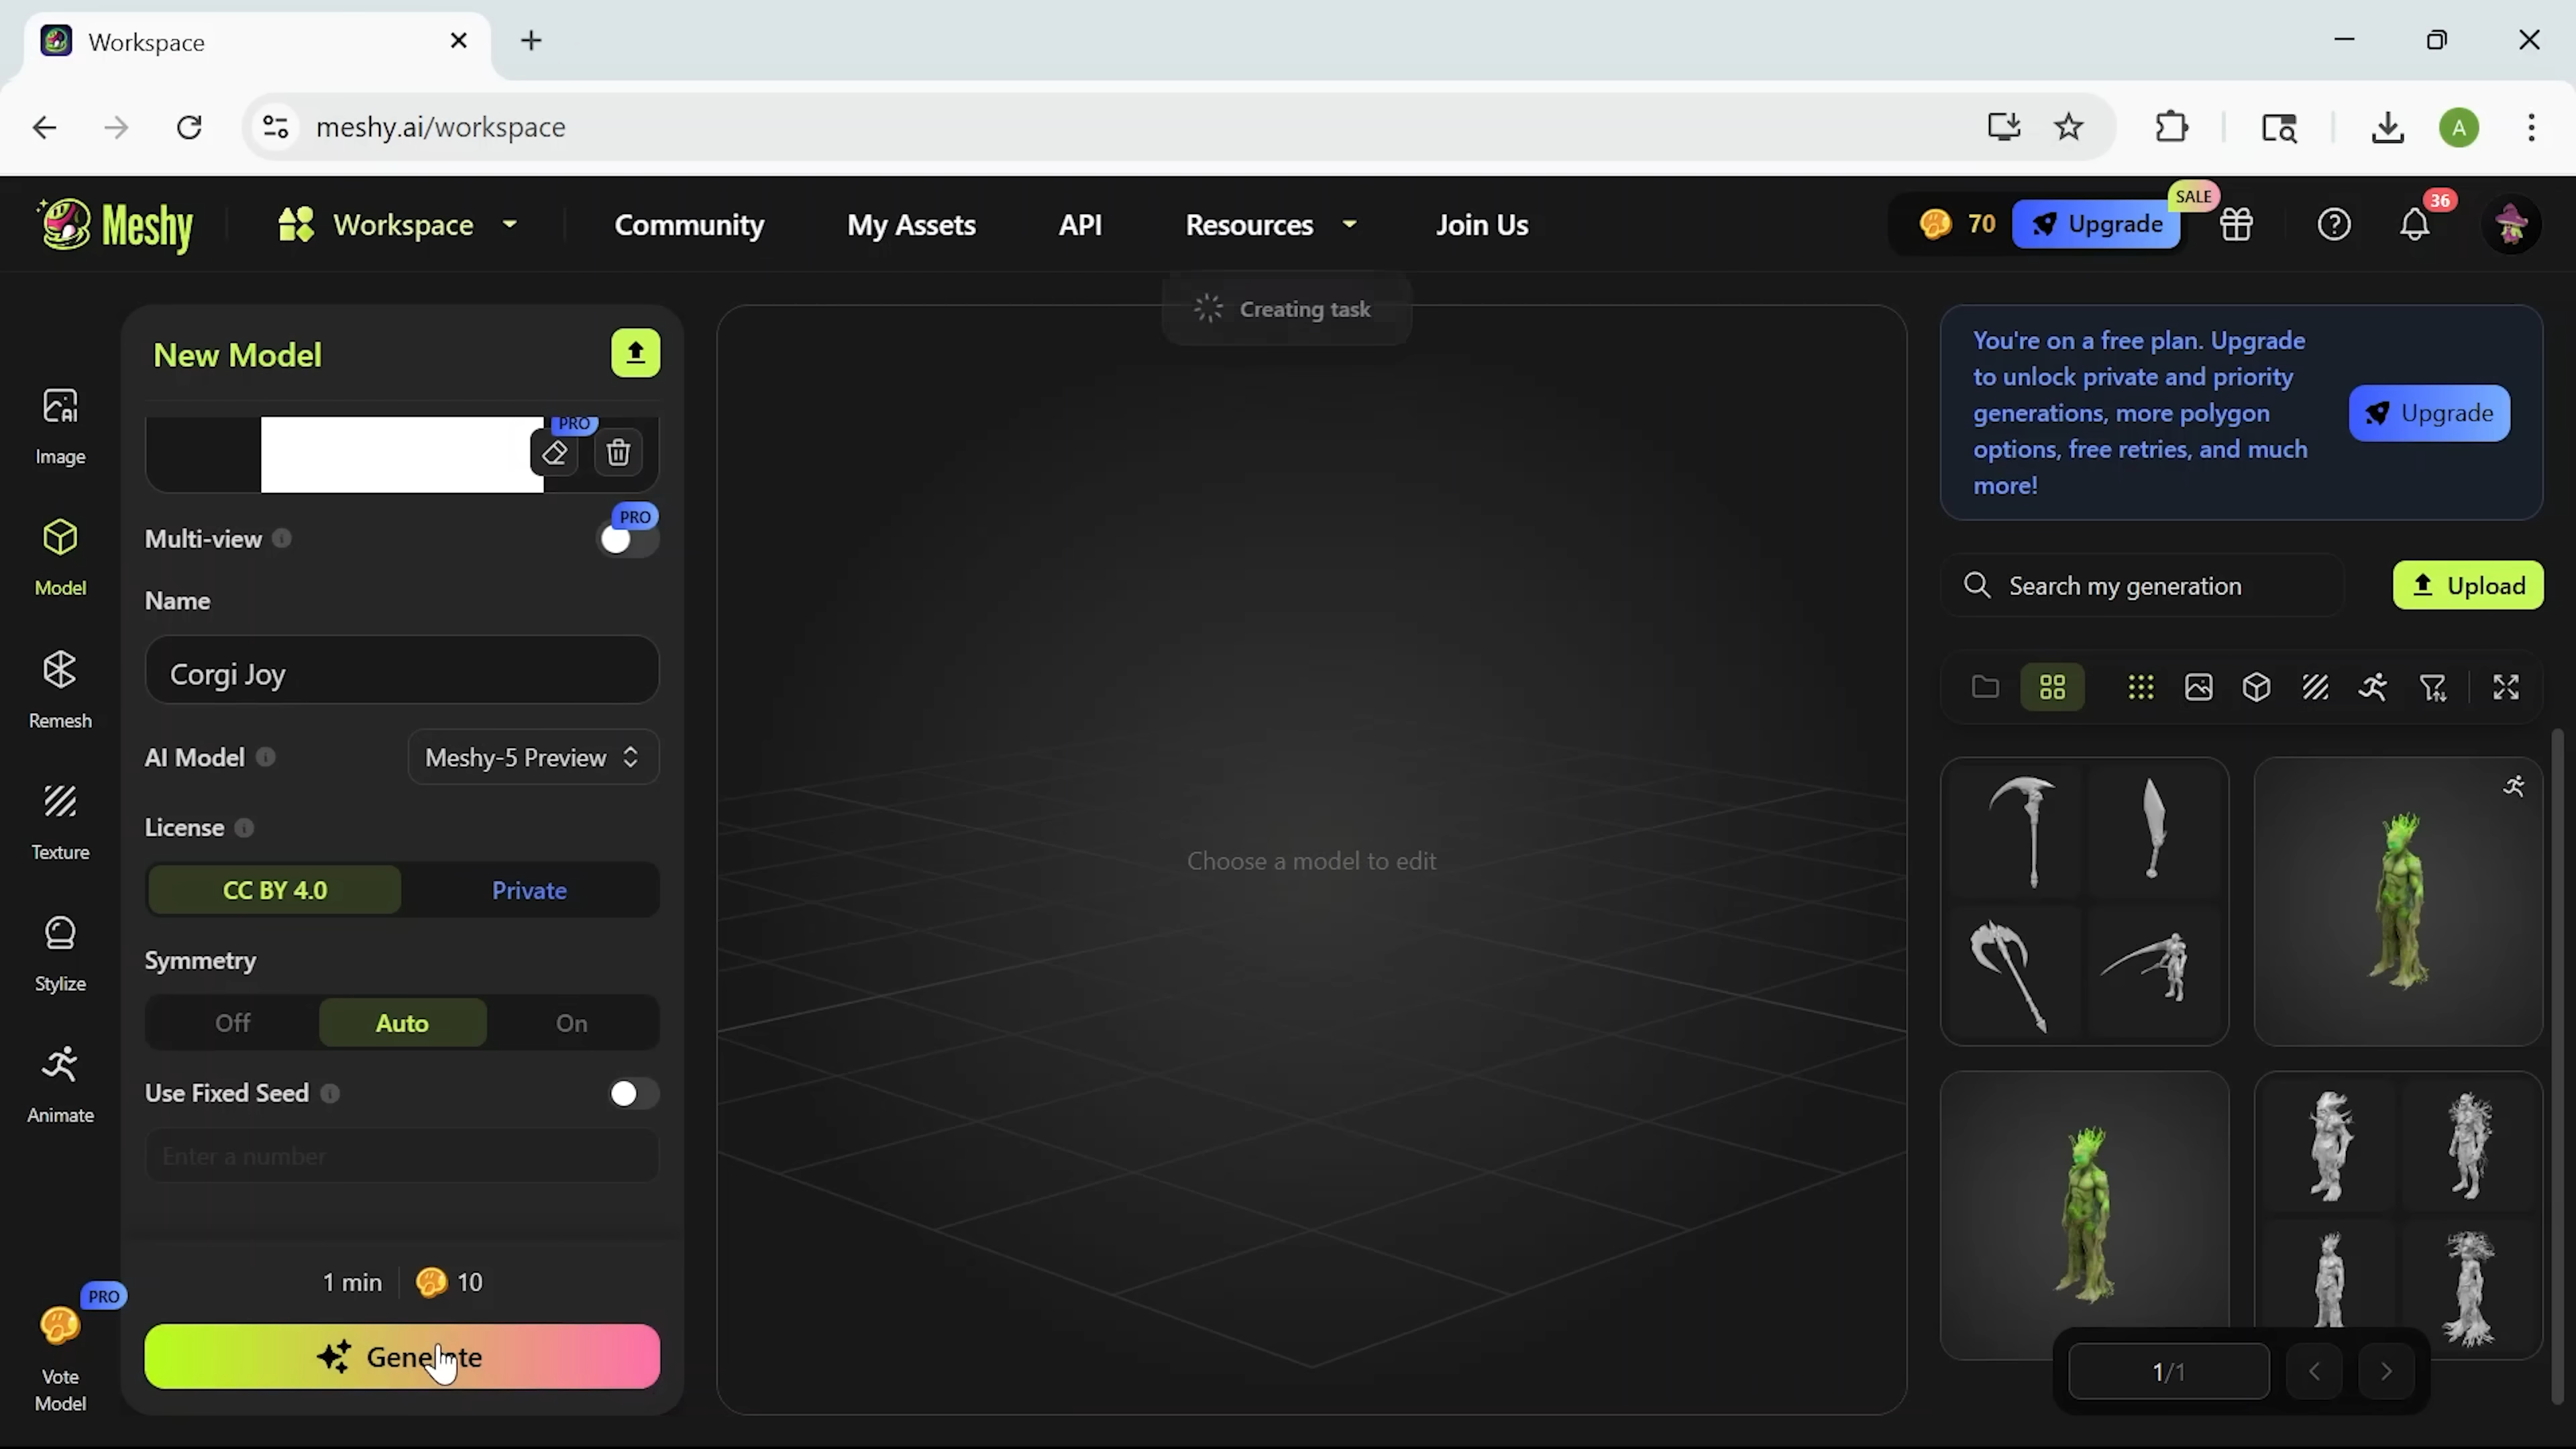 Workspace
meshy.ai/workspace
A
Meshy
Workspace
Community
My Assets
API
Resources
Join Us
70
Upgrade
SALE
36
Creating task
New Model
PRO
Multi-view
PRO
Name
Corgi Joy
AI Model
Meshy-5 Preview
License
CC BY 4.0
Private
Symmetry
Off
Auto
On
Use Fixed Seed
Enter a number
1 min
10
Generate
Image
Model
Remesh
Texture
Stylize
Animate
PRO
Vote
Model
Choose a model to edit
You're on a free plan. Upgrade
to unlock private and priority
generations, more polygon
options, free retries, and much
more!
Upgrade
Search my generation
Upload
1/1